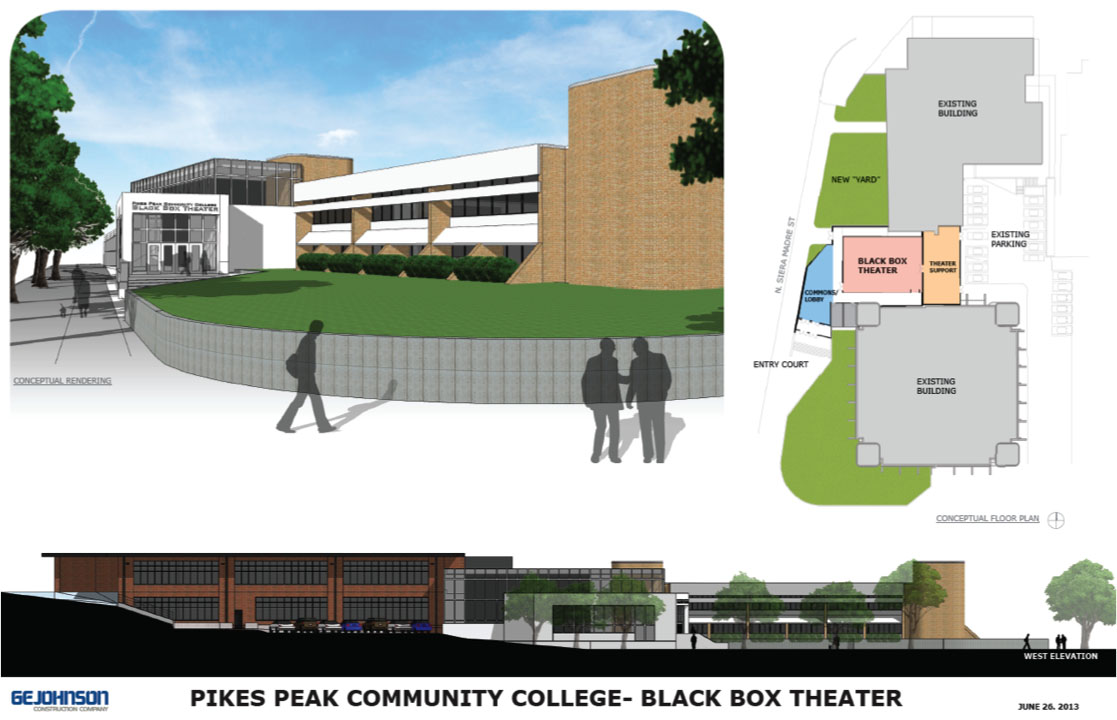 PIKES PEAK COMMUNITY COLLEGE
BLACK BOX THEATER
CONCEPTUAL RENDERING
EXISTING
BUILDING
NEW "YARD"
N. SIERA MADRE ST
EXISTING
PARKING
BLACK BOX
THEATER
THEATER
SUPPORT
COMMONS/
LOBBY
ENTRY COURT
EXISTING
BUILDING
CONCEPTUAL FLOOR PLAN
WEST ELEVATION
GE JOHNSON
CONSTRUCTION COMPANY
PIKES PEAK COMMUNITY COLLEGE- BLACK BOX THEATER
JUNE 26, 2013